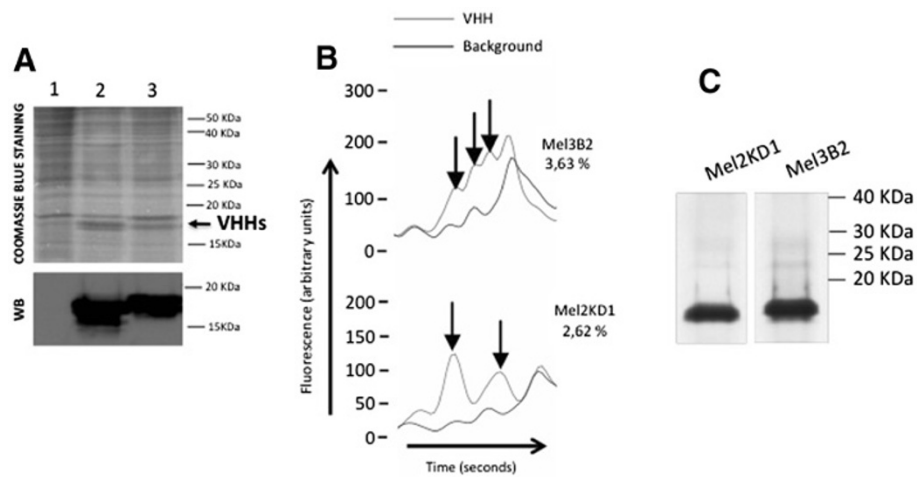 VHH
Background
A
B
C
1 2 3
COOMASSIE BLUE STAINING
50 KDa
40 KDa
30 KDa
25 KDa
20 KDa
VHHs
15KDa
WB
20 KDa
15KDa
Fluorescence (arbitrary units)
300
200
100
0
Mel3B2
3,63 %
200
150
100
50
0
Mel2KD1
2,62 %
Time (seconds)
Mel2KD1
Mel3B2
40 KDa
30 KDa
25 KDa
20 KDa